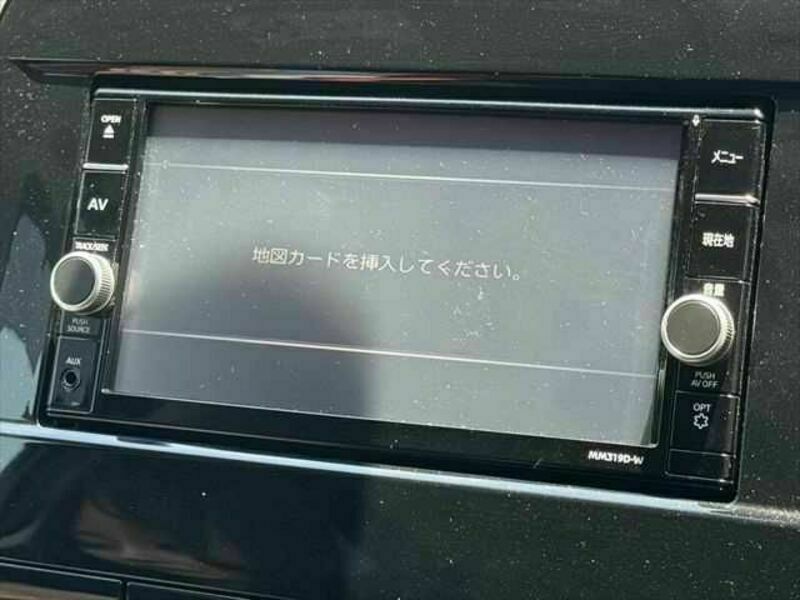 OPEN
AV
TRACK/SEEK
PUSH
SOURCE
AUX
地図カードを挿入してください。
メニュー
現在地
音量
PUSH
AV OFF
OPT
MM319D-W